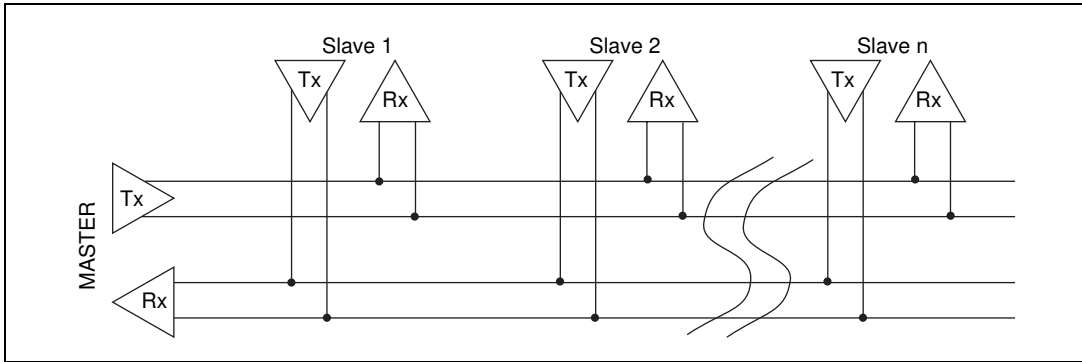 Slave 1
Slave 2
Slave n
Tx
Rx
Tx
Rx
Tx
Rx
MASTER
Tx
Rx